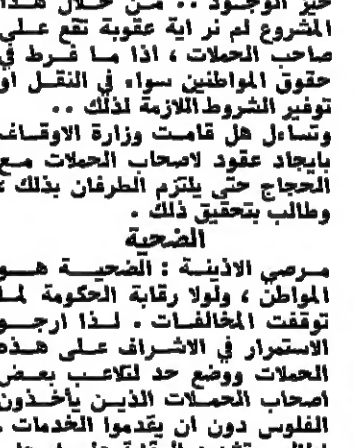 حيز الوجود .. من خلال هذا
المشروع لم نر اية عقوبة تقع على
صاحب الحملات ، اذا ما فرط في
حقوق المواطنين سواء في النقل أو
توفير الشروط اللازمة لذلك ..
وتساءل هل قامت وزارة الاوقاف
بايجاد عقود لاصحاب الحملات مع
الحجاج حتى يلتزم الطرفان بذلك ؛
وطالب بتحقيق ذلك .
الضحية
مرضي الاذينة : الضحية هو
المواطن ، ولولا رقابة الحكومة لما
توقفت المخالفات . لذا ارجو
الاستمرار في الاشراف على هذه
الحملات ووضع حد لتلاعب بعض
اصحاب الحملات الذين يأخذون
الفلوس دون ان يقدموا الخدمات .